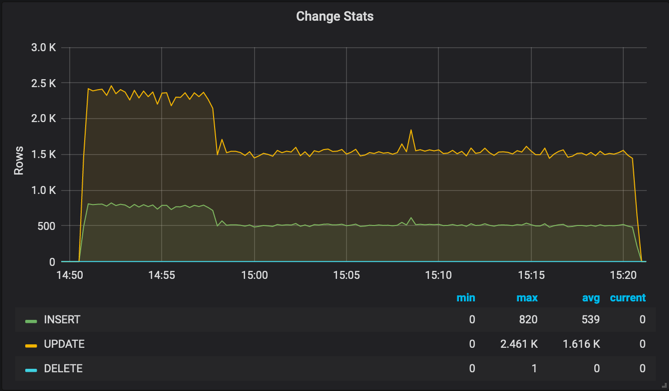 Change Stats
3.0 K
2.5 K
2.0 K
1.5 K
1.0 K
500
0
Rows
14:50 14:55 15:00 15:05 15:10 15:15 15:20
min max avg current
INSERT 0 820 539 0
UPDATE 0 2.461 K 1.616 K 0
DELETE 0 1 0 0